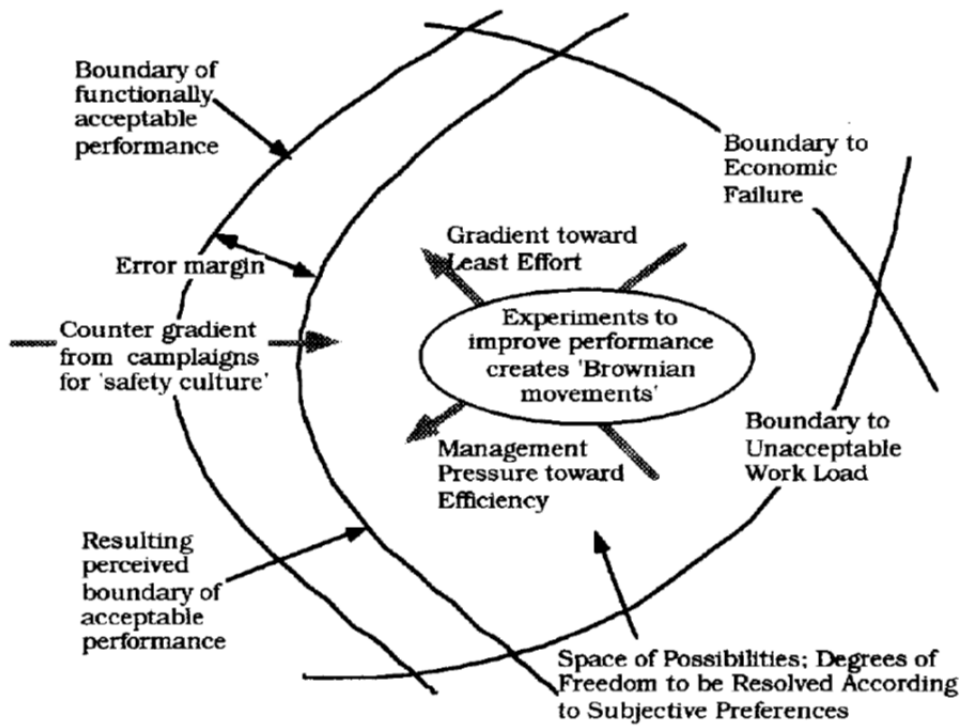 Boundary of
functionally
acceptable
performance
Boundary to
Economic
Failure
Gradient toward
Least Effort
Error margin
Experiments to
improve performance
creates 'Brownian
movements'
Counter gradient
from camplaigns
for 'safety culture'
Management
Pressure toward
Efficiency
Boundary to
Unacceptable
Work Load
Resulting
perceived
boundary of
acceptable
performance
Space of Possibilities; Degrees of
Freedom to be Resolved According
to Subjective Preferences